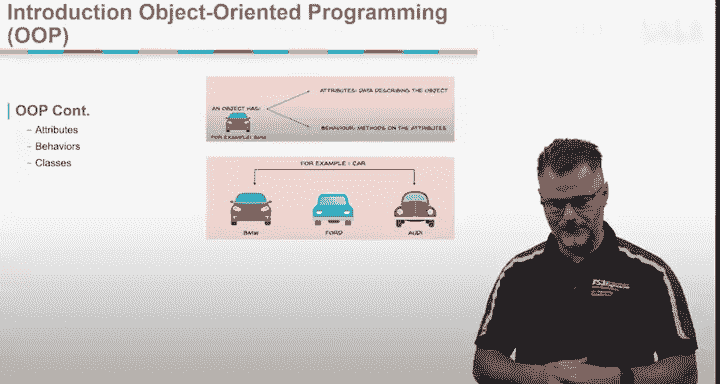 Introduction Object-Oriented Programming
(OOP)
OOP Cont.
– Attributes
– Behaviors
– Classes
ATTRIBUTES: DATA DESCRIBING THE OBJECT
AN OBJECT HAS:
FOR EXAMPLE: BMW
BEHAVIOUR: METHODS ON THE ATTRIBUTES
FOR EXAMPLE : CAR
BMW
FORD
AUDI